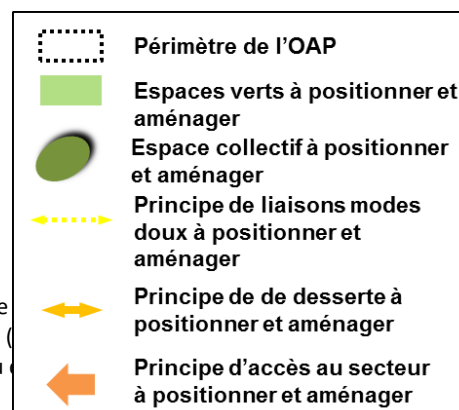 Périmètre de l'OAP
Espaces verts à positionner et
aménager
Espace collectif à positionner
et aménager
Principe de liaisons modes
doux à positionner et
aménager
Principe de de desserte à
positionner et aménager
Principe d'accès au secteur
à positionner et aménager